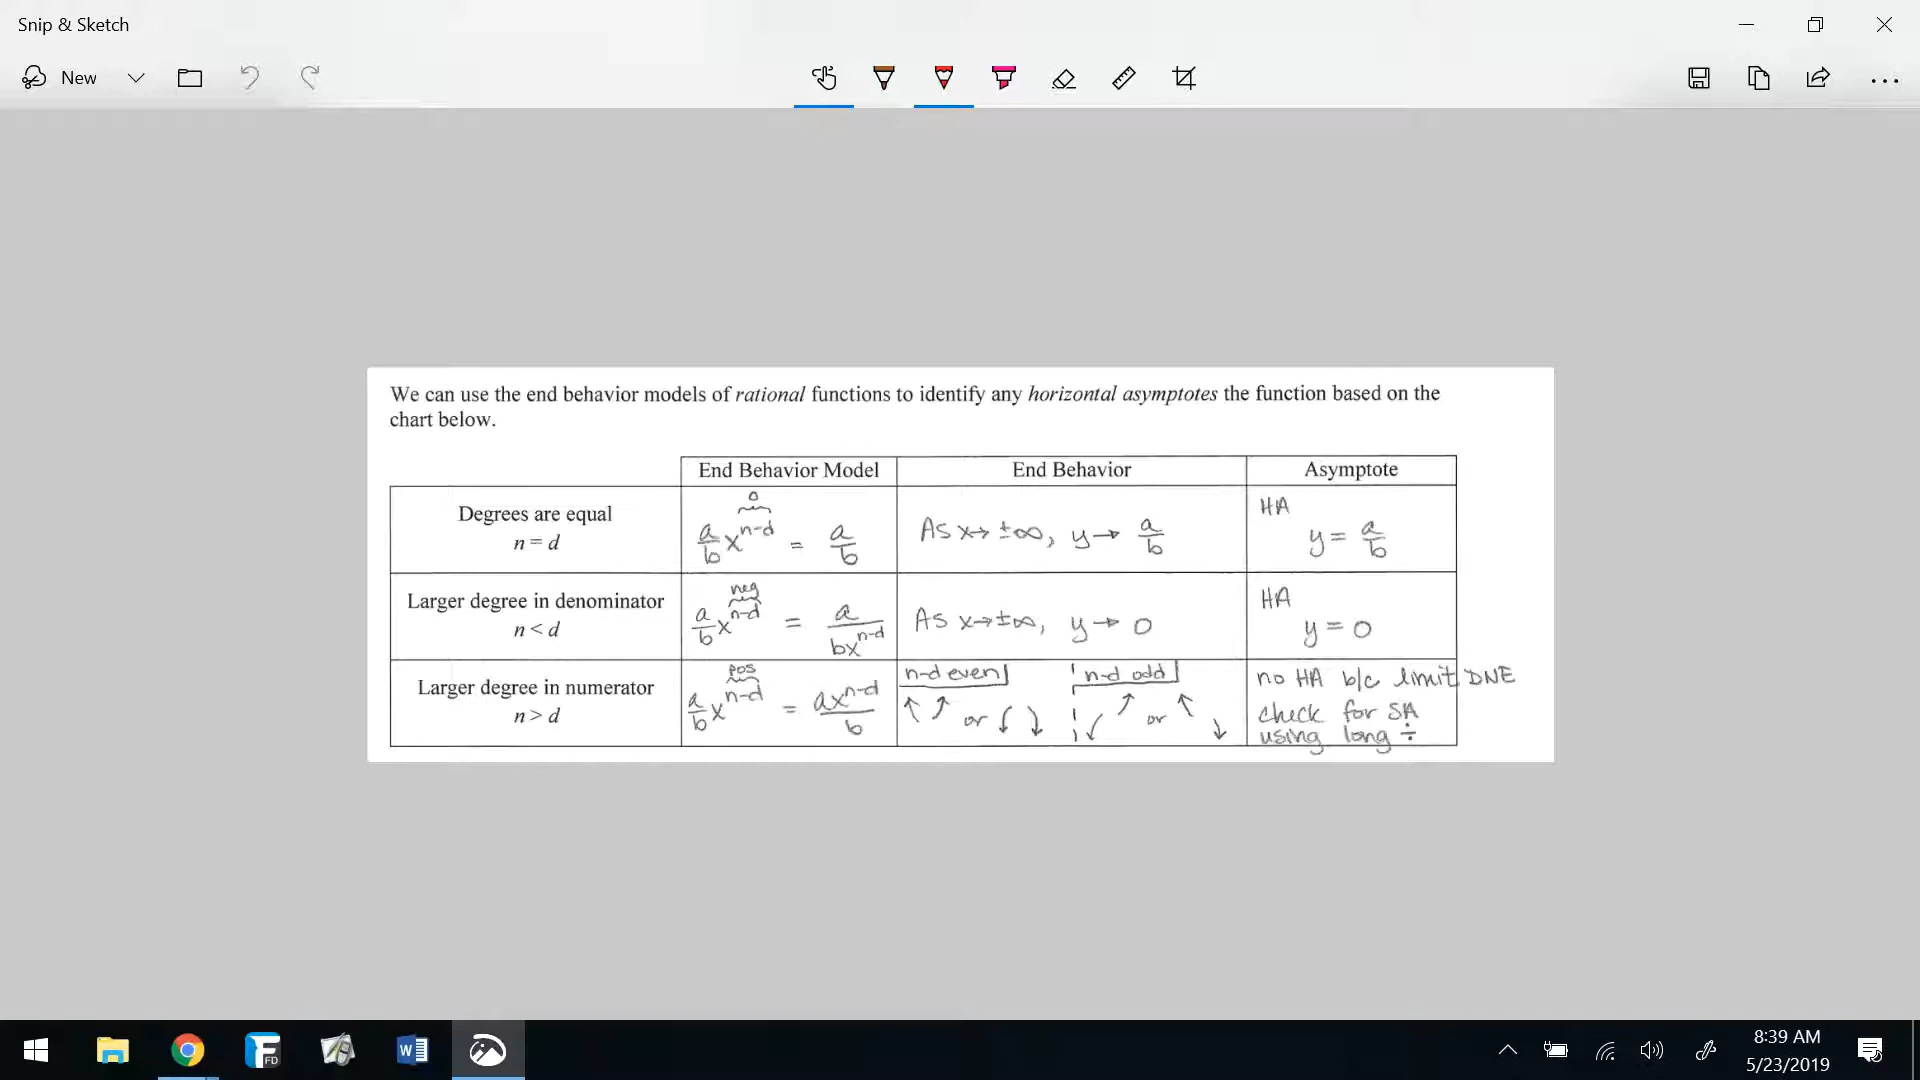 Snip & Sketch
New
We can use the end behavior models of rational functions to identify any horizontal asymptotes the function based on the
chart below.
End Behavior Model End Behavior Asymptote
Degrees are equal
n = d
0
a/b x^(n-d) = a/b
As x→ ±∞, y→ a/b
HA
y = a/b
Larger degree in denominator
n < d
neg
a/b x^(n-d) = a/(bx^(n-d))
As x→±∞, y→ 0
HA
y = 0
Larger degree in numerator
n > d
pos
a/b x^(n-d) = ax^(n-d)/b
n-d even n-d odd
↑ ↑ or ↓ ↓ ↓ ↑ or ↑ ↓
no HA b/c limit DNE
check for SA
using long ÷
FD
W
8:39 AM
5/23/2019